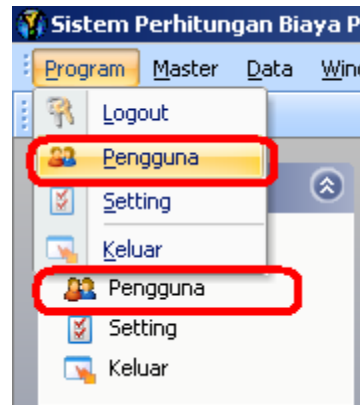 Sistem Perhitungan Biaya P
Program Master Data Win
Logout
Pengguna
Setting
Keluar
Pengguna
Setting
Keluar